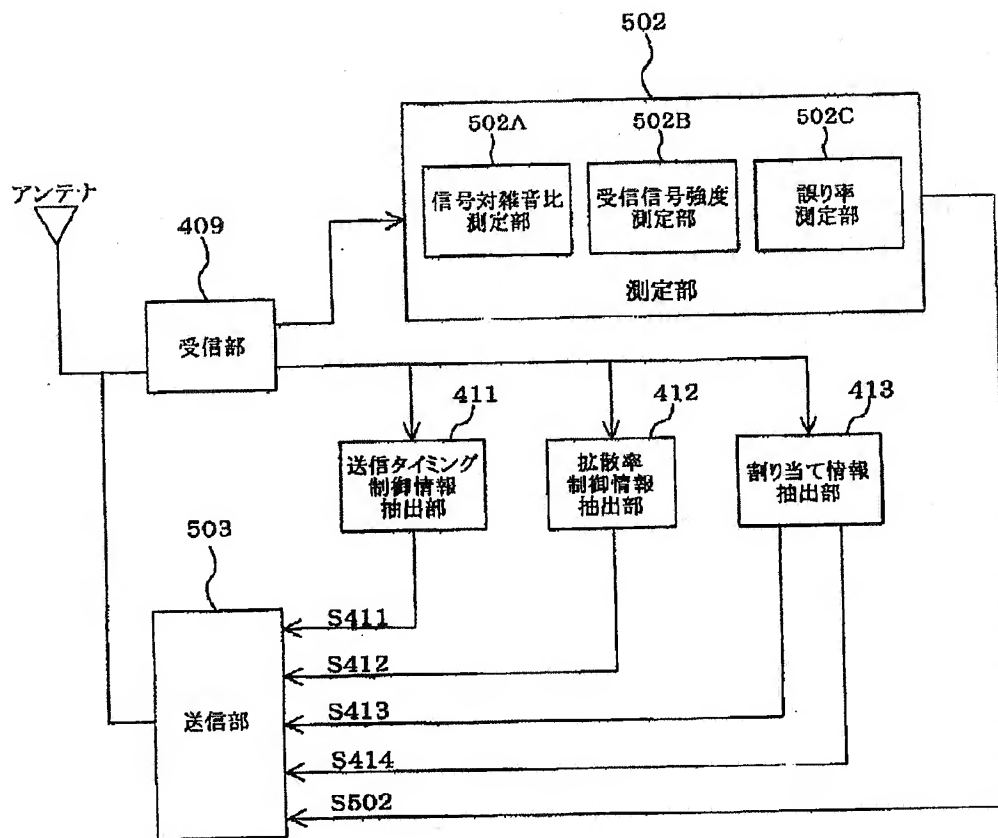 502
502A
502B
502C
アンテナ
信号対雑音比
測定部
受信信号強度
測定部
誤り率
測定部
409
測定部
受信部
411
412
413
送信タイミング
制御情報
抽出部
拡散率
制御情報
抽出部
割り当て情報
抽出部
503
S411
S412
S413
送信部
S414
S502